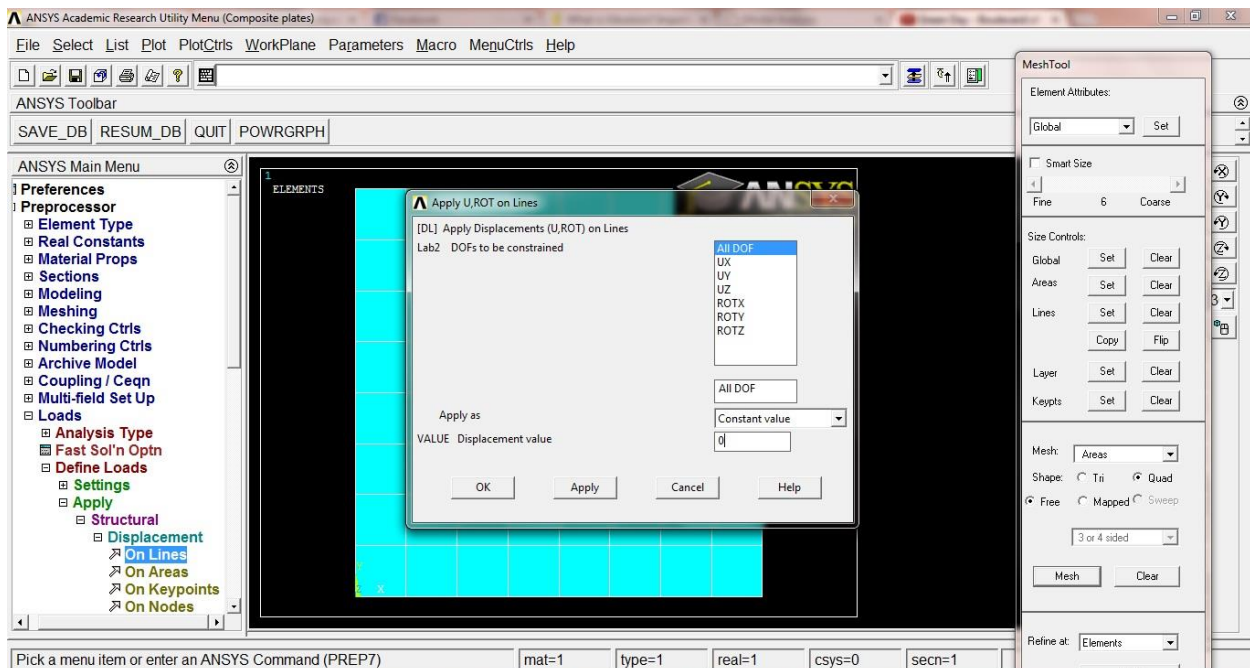 ANSYS Academic Research Utility Menu (Composite plates)
File Select List Plot PlotCtrls WorkPlane Parameters Macro MenuCtrls Help
ANSYS Toolbar
SAVE_DB RESUM_DB QUIT POWRGRPH
ANSYS Main Menu
Preferences
Preprocessor
Element Type
Real Constants
Material Props
Sections
Modeling
Meshing
Checking Ctrls
Numbering Ctrls
Archive Model
Coupling / Ceqn
Multi-field Set Up
Loads
Analysis Type
Fast Sol'n Optn
Define Loads
Settings
Apply
Structural
Displacement
On Lines
On Areas
On Keypoints
On Nodes
1
ELEMENTS
ANSYS
Y
Z X
Apply U,ROT on Lines
[DL] Apply Displacements (U,ROT) on Lines
Lab2 DOFs to be constrained
All DOF
UX
UY
UZ
ROTX
ROTY
ROTZ
All DOF
Apply as Constant value
VALUE Displacement value 0
OK Apply Cancel Help
MeshTool
Element Attributes:
Global Set
Smart Size
Fine 6 Coarse
Size Controls:
Global Set Clear
Areas Set Clear
Lines Set Clear
Copy Flip
Layer Set Clear
Keypts Set Clear
Mesh: Areas
Shape: Tri Quad
Free Mapped Sweep
3 or 4 sided
Mesh Clear
Refine at: Elements
3
Pick a menu item or enter an ANSYS Command (PREP7) mat=1 type=1 real=1 csys=0 secn=1